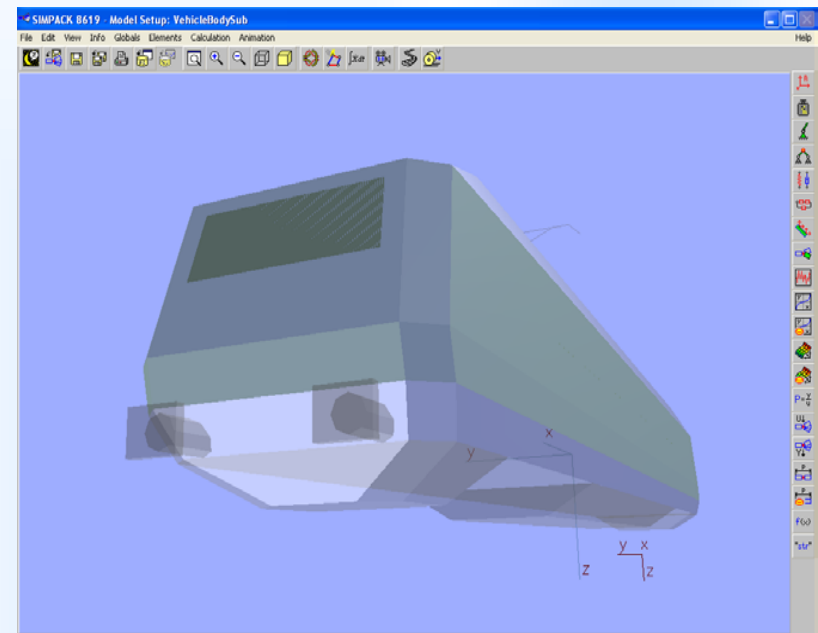 SIMPACK 8619 - Model Setup: VehicleBodySub
File Edit View Info Globals Elements Calculation Animation Help
x
y
y x
z
z
f(x)
"str"